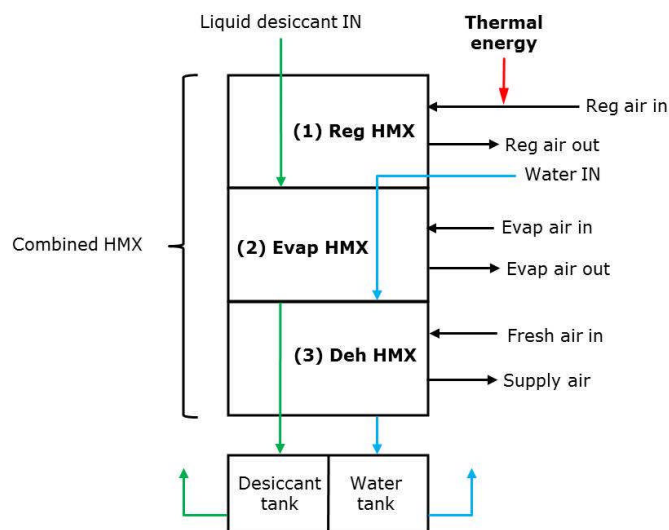 Liquid desiccant IN
Thermal
energy
Reg air in
(1) Reg HMX
Reg air out
Water IN
Evap air in
Combined HMX
(2) Evap HMX
Evap air out
Fresh air in
(3) Deh HMX
Supply air
Desiccant
tank
Water
tank